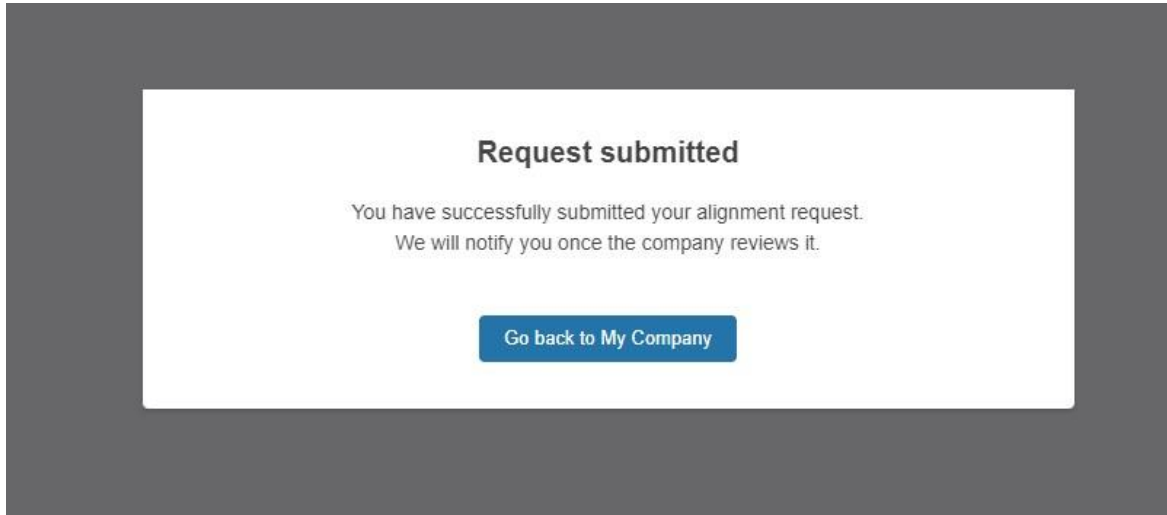 Request submitted
You have successfully submitted your alignment request.
We will notify you once the company reviews it.
Go back to My Company